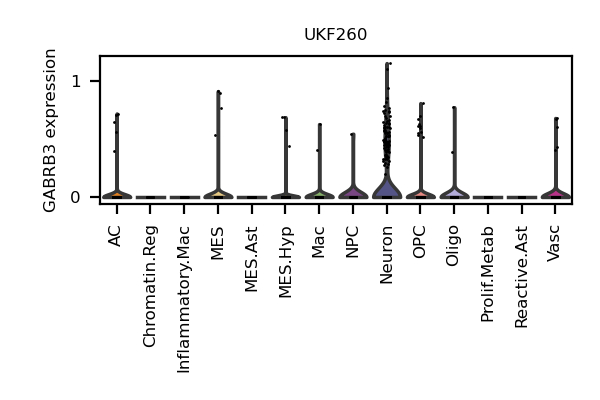 UKF260
GABRB3 expression
1
0
AC
Chromatin.Reg
Inflammatory.Mac
MES
MES.Ast
MES.Hyp
Mac
NPC
Neuron
OPC
Oligo
Prolif.Metab
Reactive.Ast
Vasc